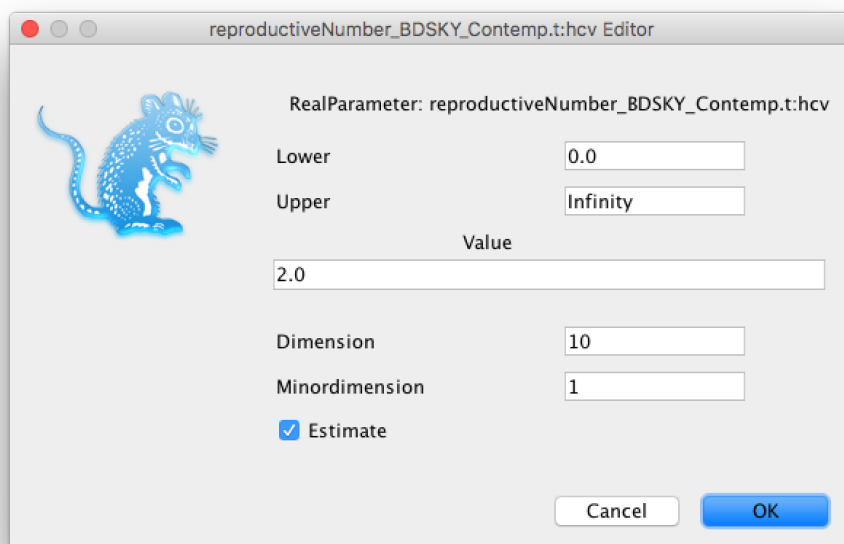 reproductiveNumber_BDSKY_Contemp.t:hcv Editor
RealParameter: reproductiveNumber_BDSKY_Contemp.t:hcv
Lower 0.0
Upper Infinity
Value
2.0
Dimension 10
Minordimension 1
Estimate
Cancel OK